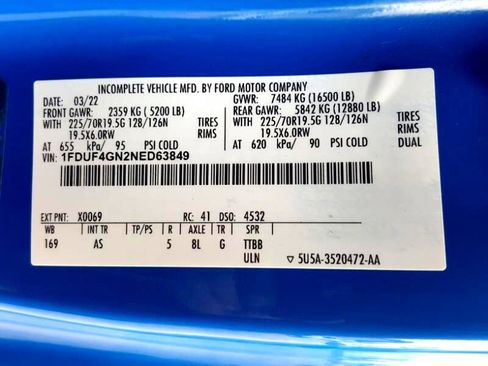 INCOMPLETE VEHICLE MFD. BY FORD MOTOR COMPANY
DATE: 03/22 GVWR: 7484 KG (16500 LB)
FRONT GAWR: 2359 KG ( 5200 LB) REAR GAWR: 5842 KG (12880 LB)
WITH 225/70R19.5G 128/126N TIRES WITH 225/70R19.5G 128/126N TIRES
19.5X6.0RW RIMS 19.5X6.0RW RIMS
AT 655 kPa/ 95 PSI COLD AT 620 kPa/ 90 PSI COLD DUAL
VIN: 1FDUF4GN2NED63849
EXT PNT: X0069 RC: 41 DSO: 4532
WB INT TR TP/PS R AXLE TR SPR
169 AS 5 8L G TTBB
ULN ▽ 5U5A-3520472-AA